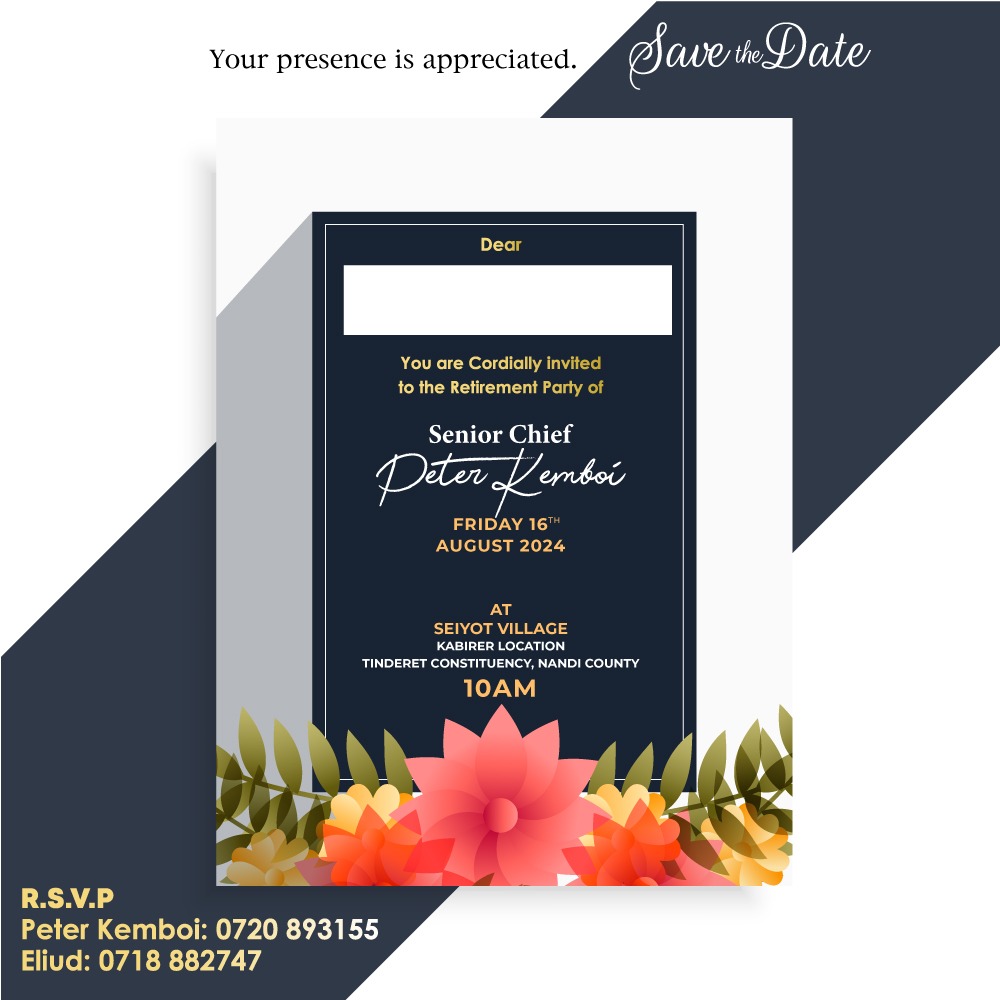 Your presence is appreciated.
Save the Date
Dear
You are Cordially invited
to the Retirement Party of
Senior Chief
Peter Kemboi
FRIDAY 16TH
AUGUST 2024
AT
SEIYOT VILLAGE
KABIRER LOCATION
TINDERET CONSTITUENCY, NANDI COUNTY
10AM
R.S.V.P
Peter Kemboi: 0720 893155
Eliud: 0718 882747